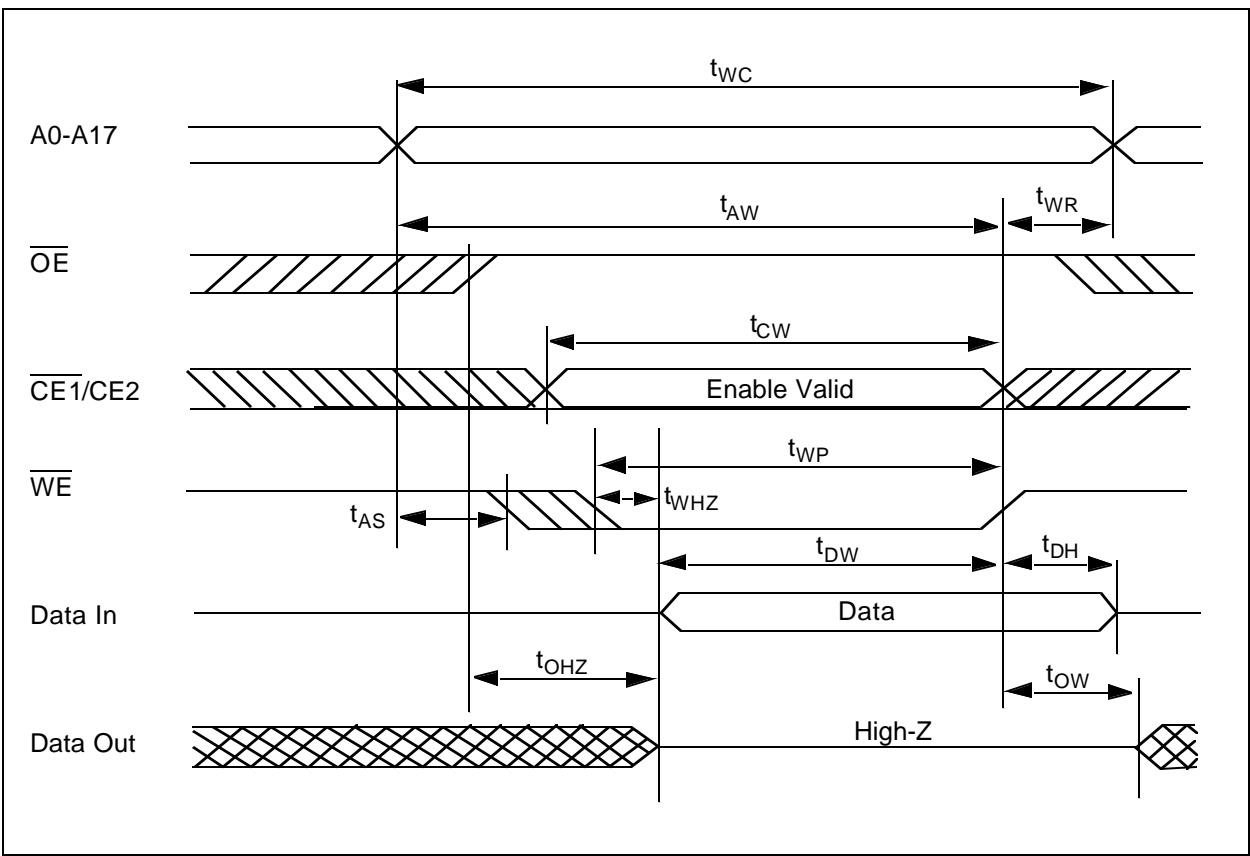 tWC
A0-A17
tAW
tWR
OE
tCW
CE1/CE2
Enable Valid
tWP
WE
tWHZ
tAS
tDW
tDH
Data In
Data
tOHZ
tOW
Data Out
High-Z